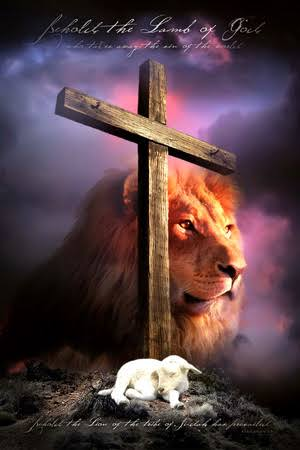 Behold the Lamb of God
who takes away the sin of the world
Behold the Lion of the tribe of Judah has prevailed